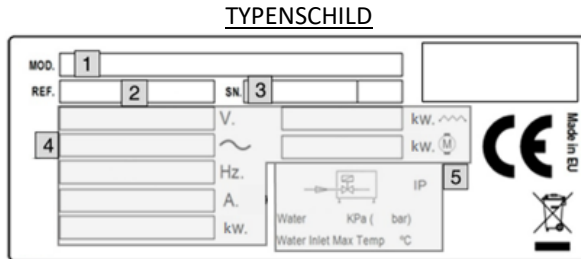 TYPENSCHILD
MOD. 1
REF. 2 SN. 3
4
V. kW.
kW. M
Hz.
A.
kW.
5
IP
Water KPa ( bar)
Water Inlet Max Temp ºC
CE
Made in EU